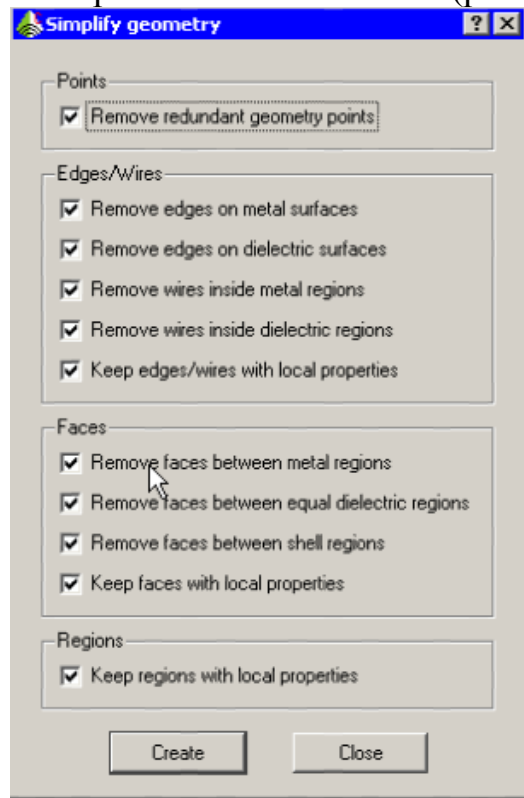 Simplify geometry
Points
Remove redundant geometry points
Edges/Wires
Remove edges on metal surfaces
Remove edges on dielectric surfaces
Remove wires inside metal regions
Remove wires inside dielectric regions
Keep edges/wires with local properties
Faces
Remove faces between metal regions
Remove faces between equal dielectric regions
Remove faces between shell regions
Keep faces with local properties
Regions
Keep regions with local properties
Create Close